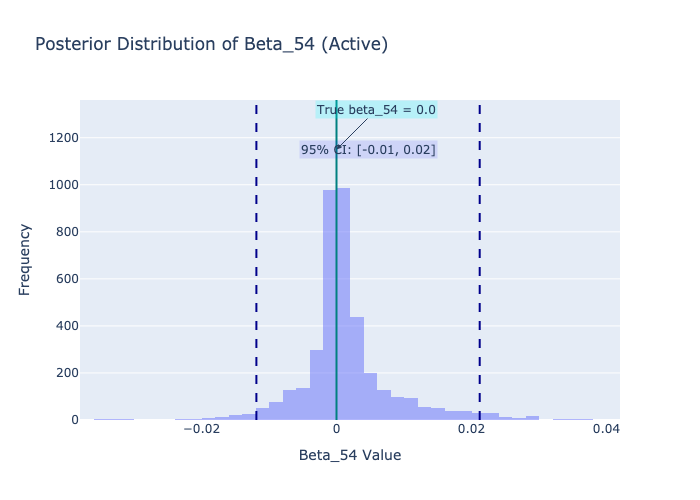 Posterior Distribution of Beta_54 (Active)
True beta_54 = 0.0
95% CI: [-0.01, 0.02]
1200
1000
800
600
400
200
0
Frequency
−0.02
0
0.02
0.04
Beta_54 Value